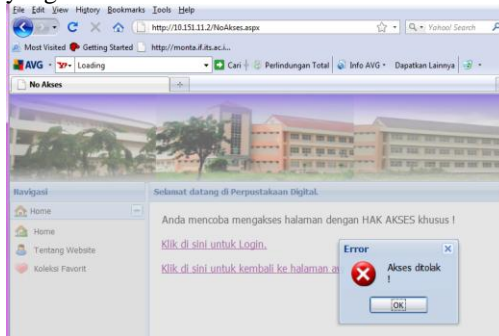 File Edit View History Bookmarks Tools Help
http://10.151.11.2/NoAkses.aspx
Yahoo! Search
Most Visited Getting Started http://monta.if.its.ac.i...
AVG Loading Cari Perlindungan Total Info AVG Dapatkan Lainnya
No Akses
Navigasi
Selamat datang di Perpustakaan Digital.
Home
Home
Tentang Website
Koleksi Favorit
Anda mencoba mengakses halaman dengan HAK AKSES khusus !
Klik di sini untuk Login.
Klik di sini untuk kembali ke halaman
Error
Akses ditolak
!
OK